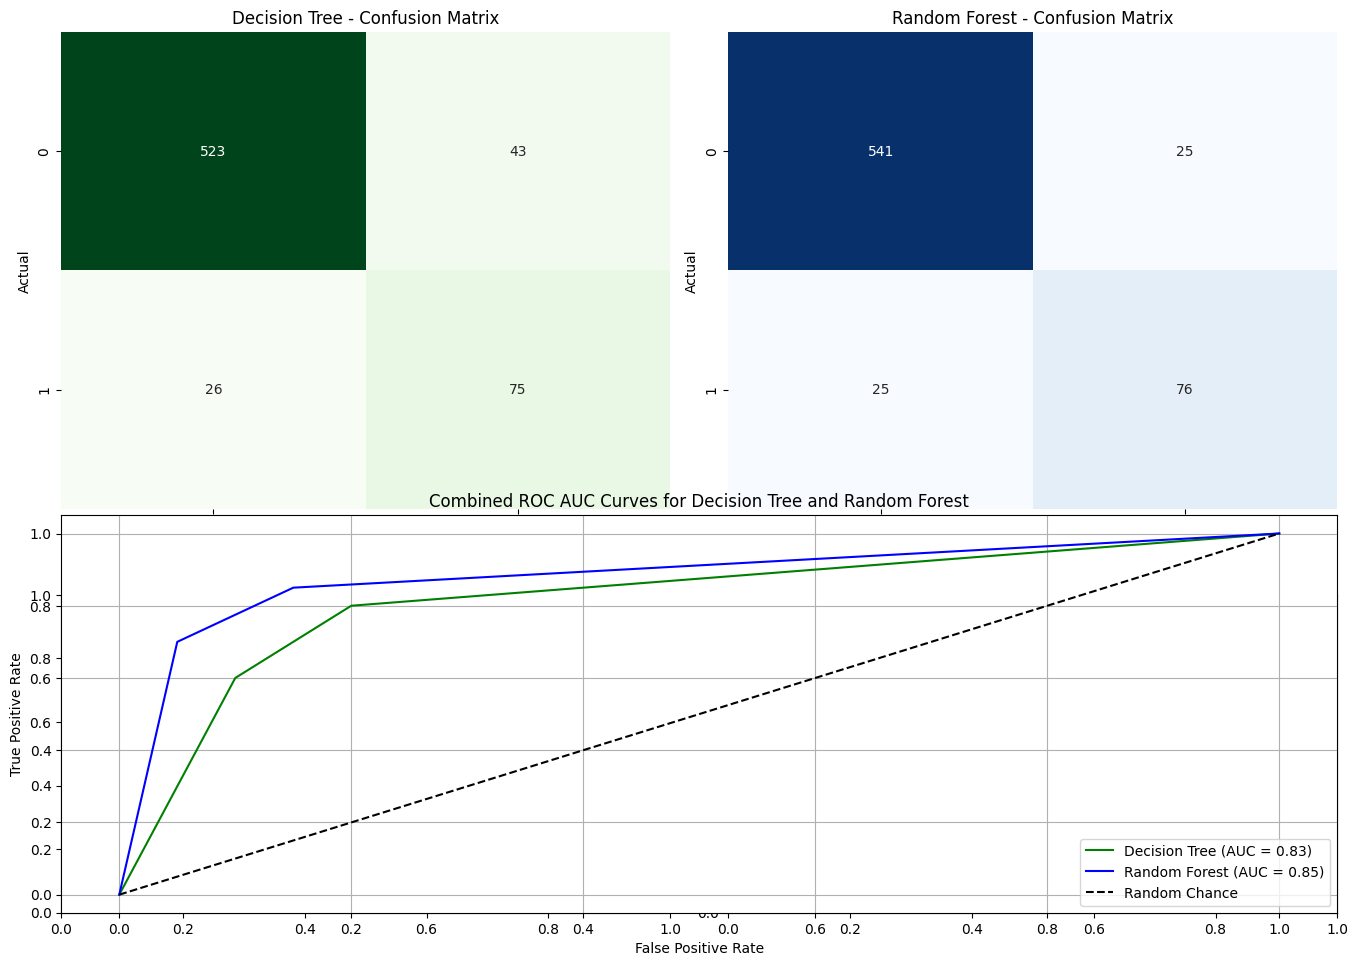 Decision Tree - Confusion Matrix
Random Forest - Confusion Matrix
0
523
43
0
541
25
Actual
Actual
1
26
75
1
25
76
Combined ROC AUC Curves for Decision Tree and Random Forest
1.0
1.0
0.8
0.8
0.6
0.6
0.4
0.4
0.2
0.2
0.0
0.0
True Positive Rate
Decision Tree (AUC = 0.83)
Random Forest (AUC = 0.85)
Random Chance
0.0 0.0 0.2 0.4 0.2 0.6 0.8 0.4 1.0 0.0 0.6 0.2 0.4 0.8 0.6 0.8 1.0 1.0
False Positive Rate